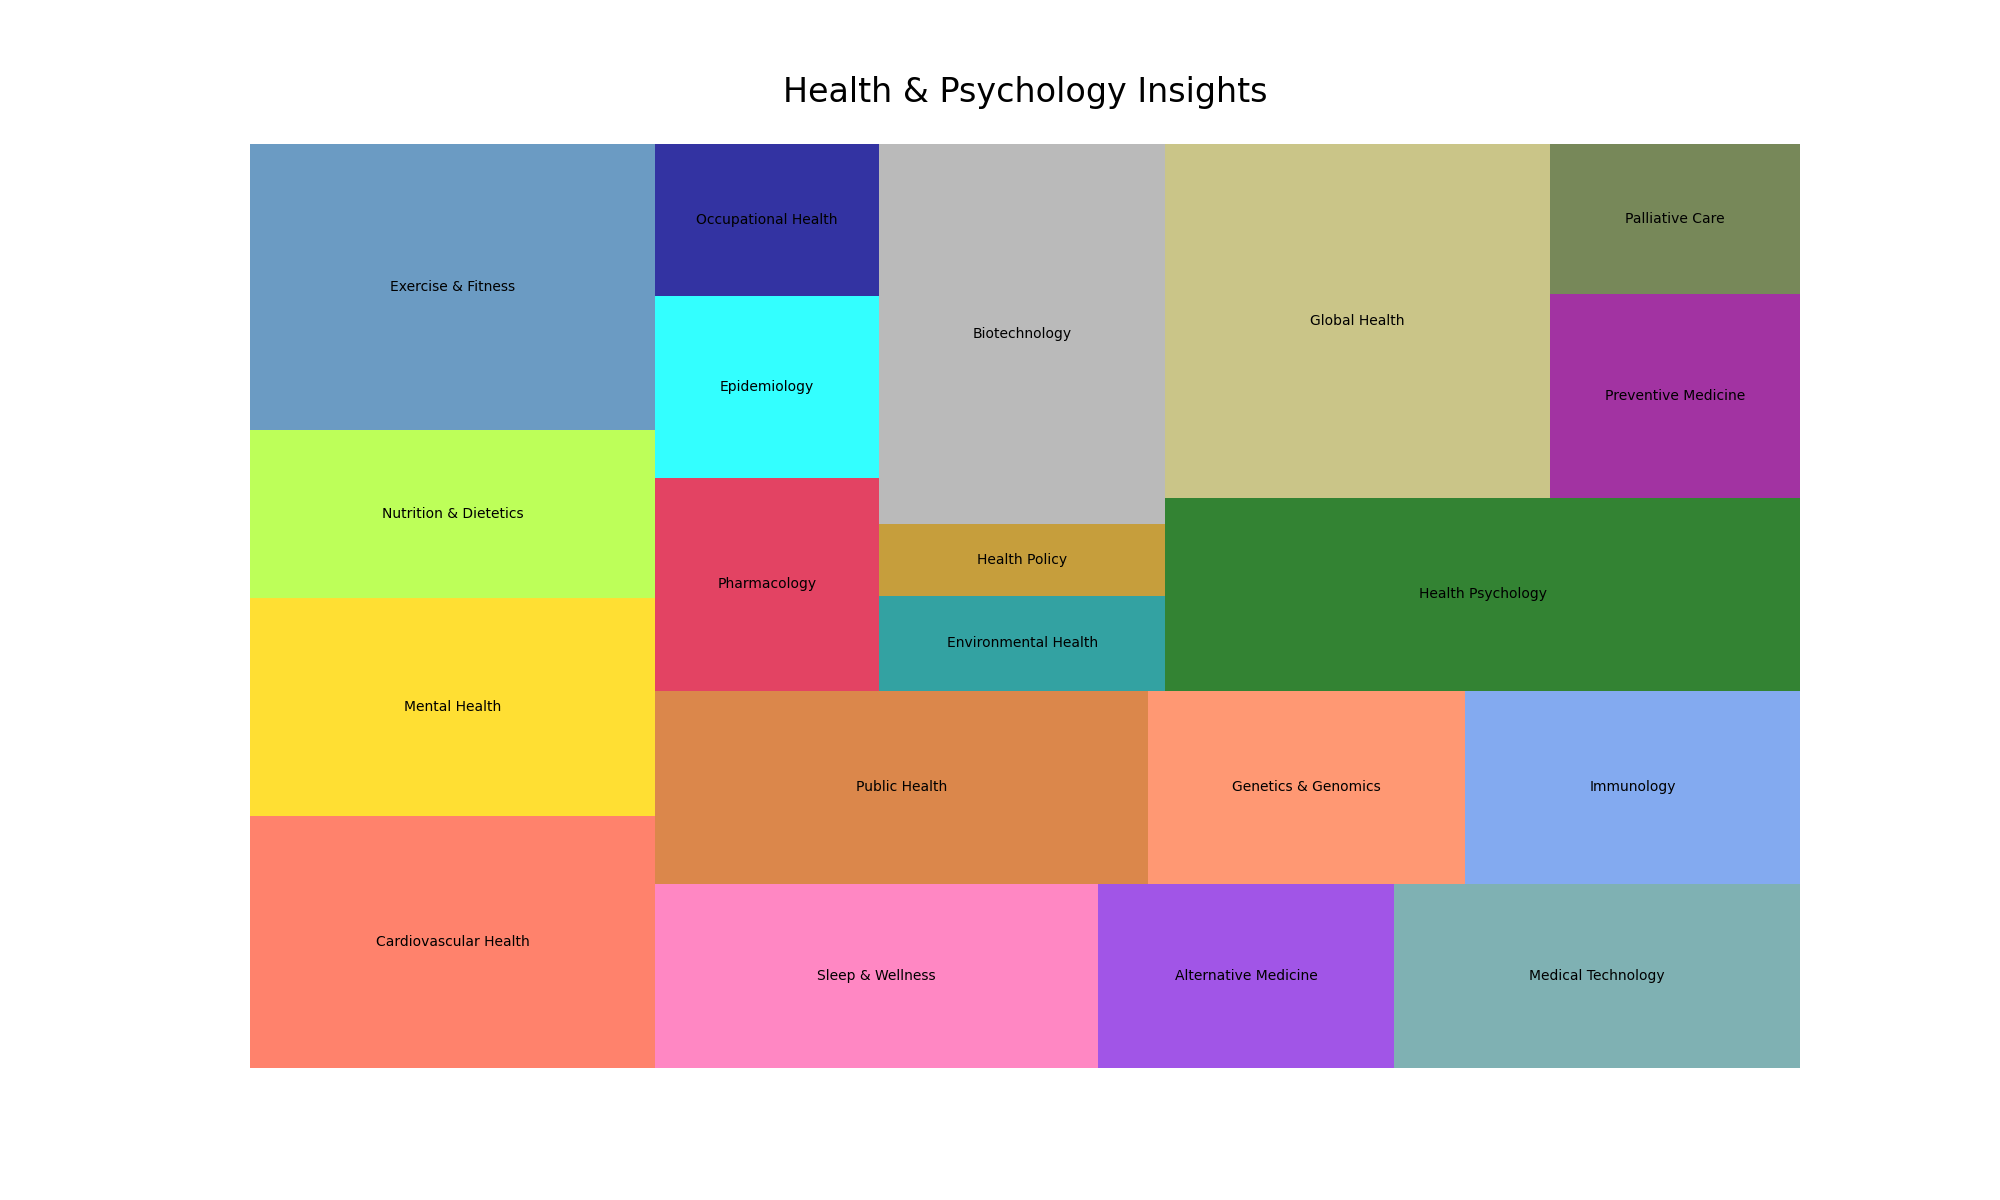 Health & Psychology Insights
Exercise & Fitness
Occupational Health
Biotechnology
Global Health
Palliative Care
Epidemiology
Preventive Medicine
Nutrition & Dietetics
Pharmacology
Health Policy
Health Psychology
Environmental Health
Mental Health
Public Health
Genetics & Genomics
Immunology
Cardiovascular Health
Sleep & Wellness
Alternative Medicine
Medical Technology